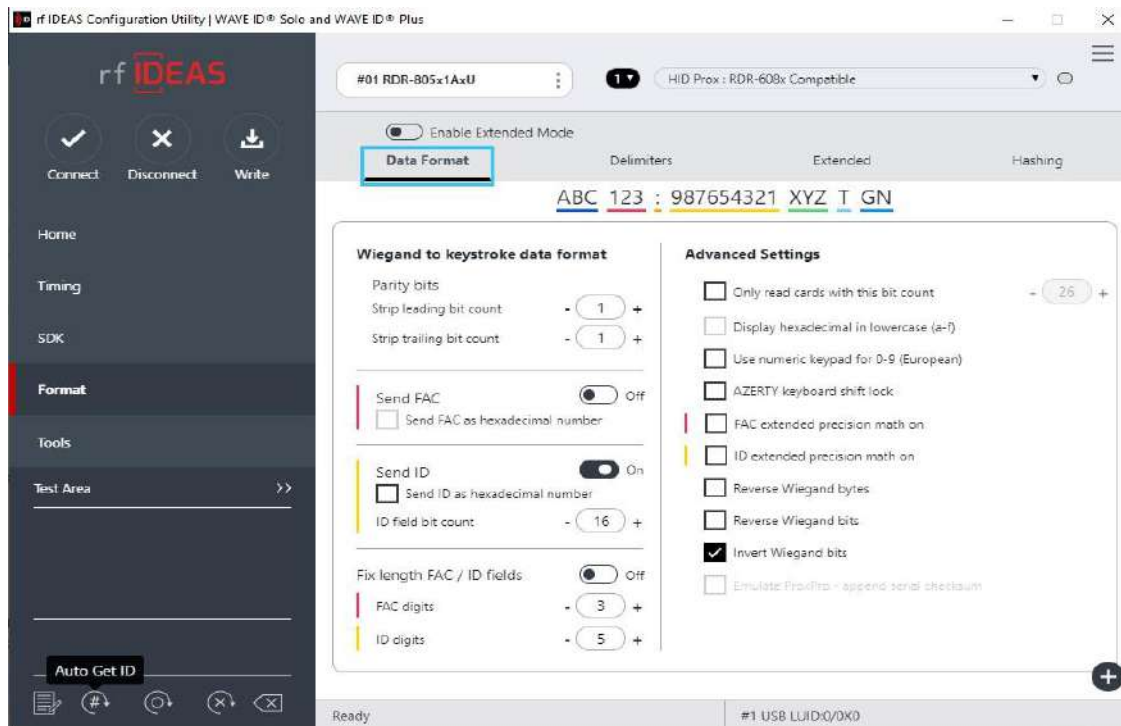 rf IDEAS Configuration Utility | WAVE ID® Solo and WAVE ID® Plus
rf IDEAS
Connect
Disconnect
Write
Home
Timing
SDK
Format
Tools
Test Area >>
Auto Get ID
#01 RDR-805x1AxU
1
HID Prox : RDR-608x Compatible
Enable Extended Mode
Data Format
Delimiters
Extended
Hashing
ABC 123 : 987654321 XYZ T GN
Wiegand to keystroke data format
Parity bits
Strip leading bit count - 1 +
Strip trailing bit count - 1 +
Send FAC Off
Send FAC as hexadecimal number
Send ID On
Send ID as hexadecimal number
ID field bit count - 16 +
Fix length FAC / ID fields Off
FAC digits - 3 +
ID digits - 5 +
Advanced Settings
Only read cards with this bit count - 26 +
Display hexadecimal in lowercase (a-f)
Use numeric keypad for 0-9 (European)
AZERTY keyboard shift lock
FAC extended precision math on
ID extended precision math on
Reverse Wiegand bytes
Reverse Wiegand bits
Invert Wiegand bits
Emulate ProxPro - append serial checksum
Ready
#1 USB LUID:0/0X0